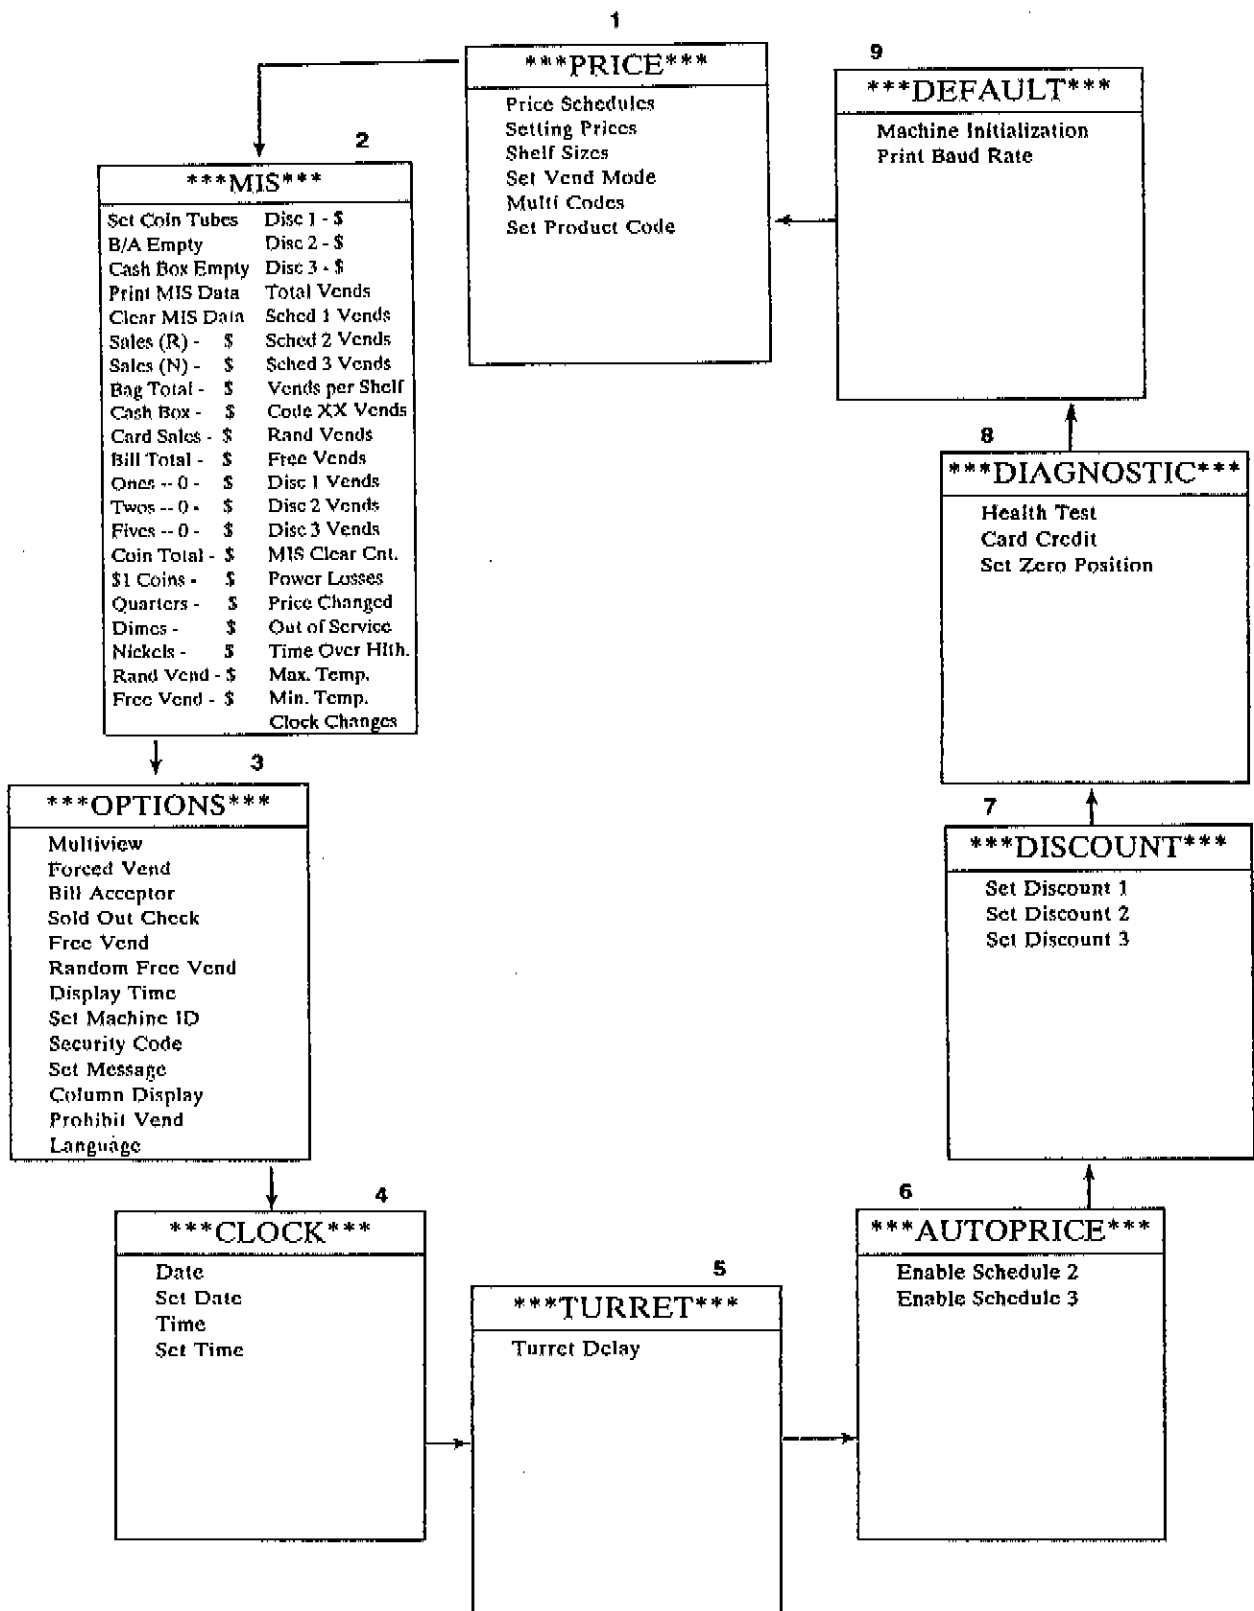 1
***PRICE***
Price Schedules
Setting Prices
Shelf Sizes
Set Vend Mode
Multi Codes
Set Product Code
2
***MIS***
Set Coin Tubes Disc 1 - $
B/A Empty Disc 2 - $
Cash Box Empty Disc 3 - $
Print MIS Data Total Vends
Clear MIS Data Sched 1 Vends
Sales (R) - $ Sched 2 Vends
Sales (N) - $ Sched 3 Vends
Bag Total - $ Vends per Shelf
Cash Box - $ Code XX Vends
Card Sales - $ Rand Vends
Bill Total - $ Free Vends
Ones -- 0 - $ Disc 1 Vends
Twos -- 0 - $ Disc 2 Vends
Fives -- 0 - $ Disc 3 Vends
Coin Total - $ MIS Clear Cnt.
$1 Coins - $ Power Losses
Quarters - $ Price Changed
Dimes - $ Out of Service
Nickels - $ Time Over Hlth.
Rand Vend - $ Max. Temp.
Free Vend - $ Min. Temp.
Clock Changes
3
***OPTIONS***
Multiview
Forced Vend
Bill Acceptor
Sold Out Check
Free Vend
Random Free Vend
Display Time
Set Machine ID
Security Code
Set Message
Column Display
Prohibit Vend
Language
4
***CLOCK***
Date
Set Date
Time
Set Time
5
***TURRET***
Turret Delay
6
***AUTOPRICE***
Enable Schedule 2
Enable Schedule 3
7
***DISCOUNT***
Set Discount 1
Set Discount 2
Set Discount 3
8
***DIAGNOSTIC***
Health Test
Card Credit
Set Zero Position
9
***DEFAULT***
Machine Initialization
Print Baud Rate